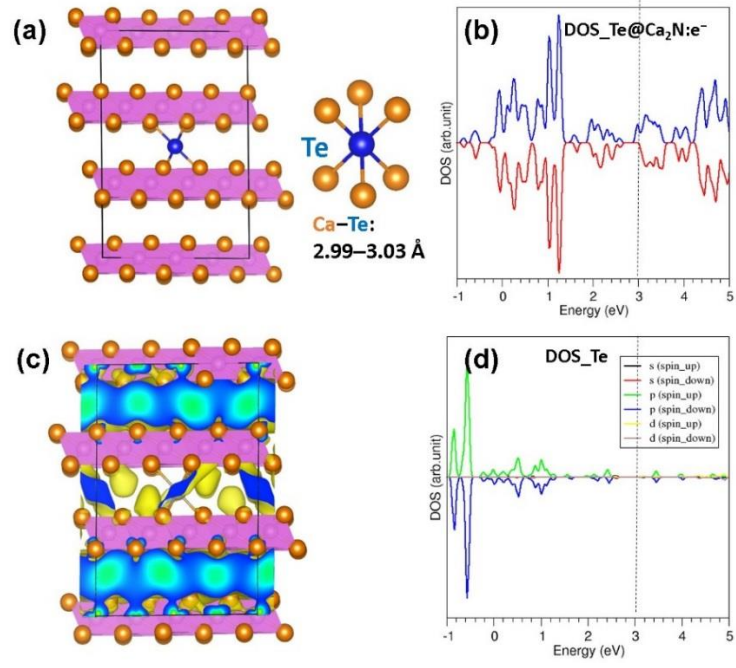 (a)
Te
Ca–Te:
2.99–3.03 Å
(b)
DOS_Te@Ca₂N:e⁻
DOS (arb.unit)
-1 0 1 2 3 4 5
Energy (eV)
(c)
(d)
DOS_Te
s (spin_up)
s (spin_down)
p (spin_up)
p (spin_down)
d (spin_up)
d (spin_down)
DOS (arb.unit)
-1 0 1 2 3 4 5
Energy (eV)